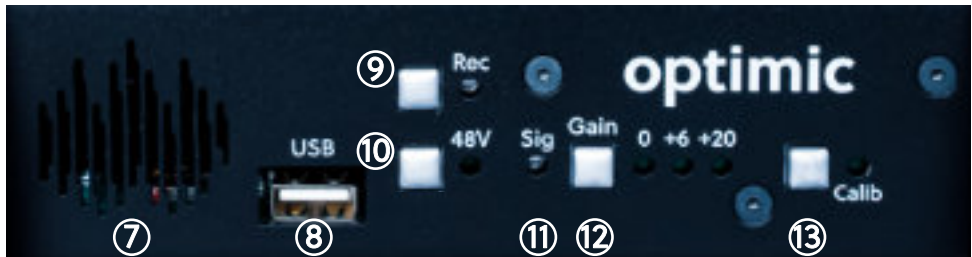 ⑨ Rec
optimic
USB ⑩ 48V Sig Gain 0 +6 +20
Calib
⑦ ⑧ ⑪ ⑫ ⑬